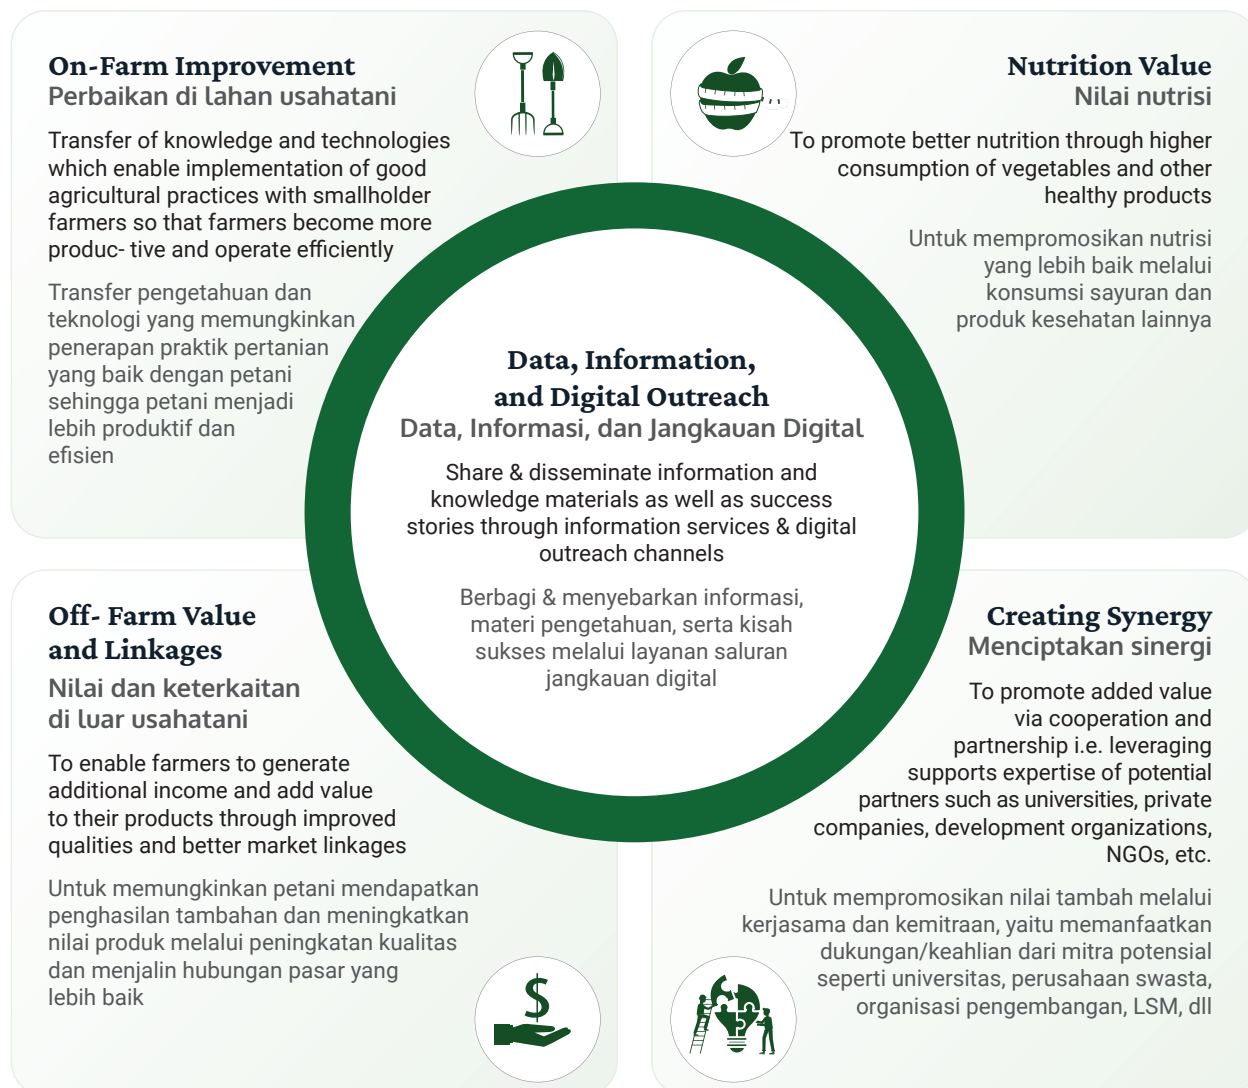 On-Farm Improvement
Perbaikan di lahan usahatani
Transfer of knowledge and technologies
which enable implementation of good
agricultural practices with smallholder
farmers so that farmers become more
produc- tive and operate efficiently
Transfer pengetahuan dan
teknologi yang memungkinkan
penerapan praktik pertanian
yang baik dengan petani
sehingga petani menjadi
lebih produktif dan
efisien
Nutrition Value
Nilai nutrisi
To promote better nutrition through higher
consumption of vegetables and other
healthy products
Untuk mempromosikan nutrisi
yang lebih baik melalui
konsumsi sayuran dan
produk kesehatan lainnya
Data, Information,
and Digital Outreach
Data, Informasi, dan Jangkauan Digital
Share & disseminate information and
knowledge materials as well as success
stories through information services & digital
outreach channels
Berbagi & menyebarkan informasi,
materi pengetahuan, serta kisah
sukses melalui layanan saluran
jangkauan digital
Off- Farm Value
and Linkages
Nilai dan keterkaitan
di luar usahatani
To enable farmers to generate
additional income and add value
to their products through improved
qualities and better market linkages
Untuk memungkinkan petani mendapatkan
penghasilan tambahan dan meningkatkan
nilai produk melalui peningkatan kualitas
dan menjalin hubungan pasar yang
lebih baik
$
Creating Synergy
Menciptakan sinergi
To promote added value
via cooperation and
partnership i.e. leveraging
supports expertise of potential
partners such as universities, private
companies, development organizations,
NGOs, etc.
Untuk mempromosikan nilai tambah melalui
kerjasama dan kemitraan, yaitu memanfaatkan
dukungan/keahlian dari mitra potensial
seperti universitas, perusahaan swasta,
organisasi pengembangan, LSM, dll